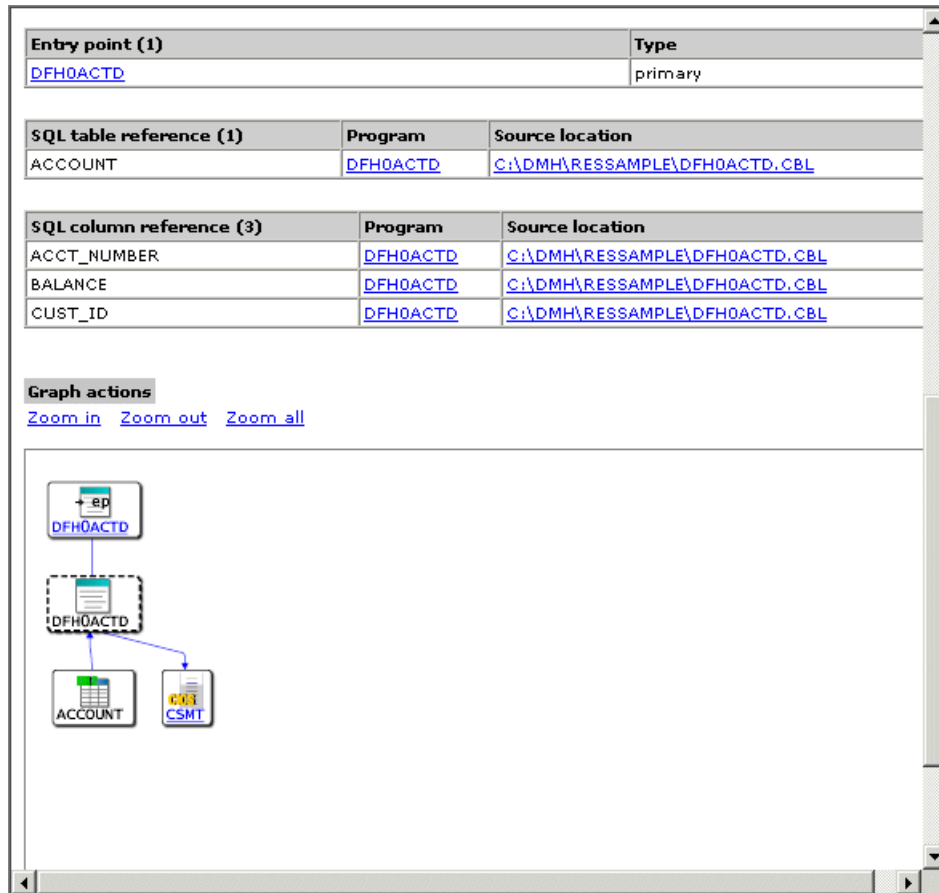 Entry point (1) Type
DFH0ACTD primary
SQL table reference (1) Program Source location
ACCOUNT DFH0ACTD C:\DMH\RESSAMPLE\DFH0ACTD.CBL
SQL column reference (3) Program Source location
ACCT_NUMBER DFH0ACTD C:\DMH\RESSAMPLE\DFH0ACTD.CBL
BALANCE DFH0ACTD C:\DMH\RESSAMPLE\DFH0ACTD.CBL
CUST_ID DFH0ACTD C:\DMH\RESSAMPLE\DFH0ACTD.CBL
Graph actions
Zoom in Zoom out Zoom all
ep
DFH0ACTD
DFH0ACTD
ACCOUNT CSMT